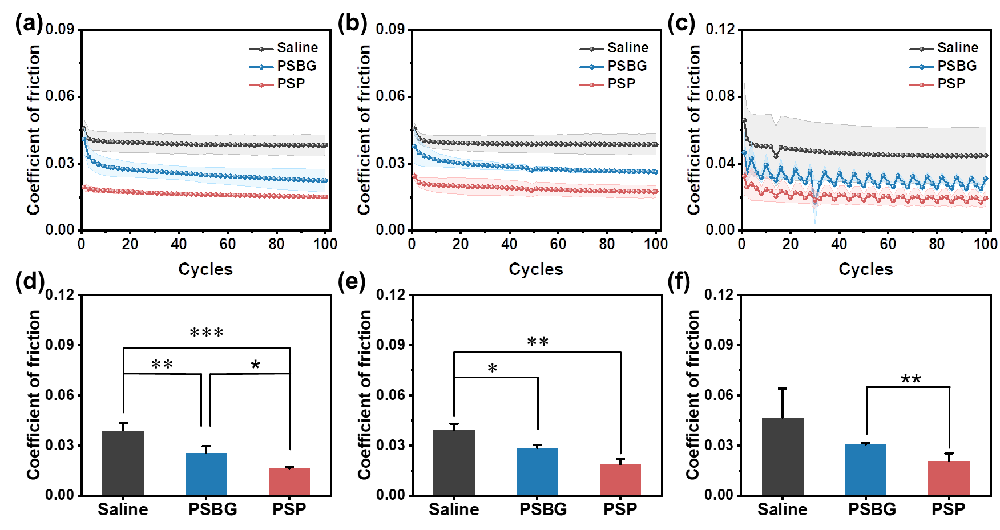 (a)
0.09
0.06
0.03
0.00
Coefficient of friction
Saline
PSBG
PSP
0 20 40 60 80 100
Cycles
(b)
0.09
0.06
0.03
0.00
Coefficient of friction
Saline
PSBG
PSP
0 20 40 60 80 100
Cycles
(c)
0.12
0.08
0.04
0.00
Coefficient of friction
Saline
PSBG
PSP
0 20 40 60 80 100
Cycles
(d)
0.12
0.09
0.06
0.03
0.00
Coefficient of friction
***
** *
Saline PSBG PSP
(e)
0.12
0.09
0.06
0.03
0.00
Coefficient of friction
**
*
Saline PSBG PSP
(f)
0.12
0.09
0.06
0.03
0.00
Coefficient of friction
**
Saline PSBG PSP